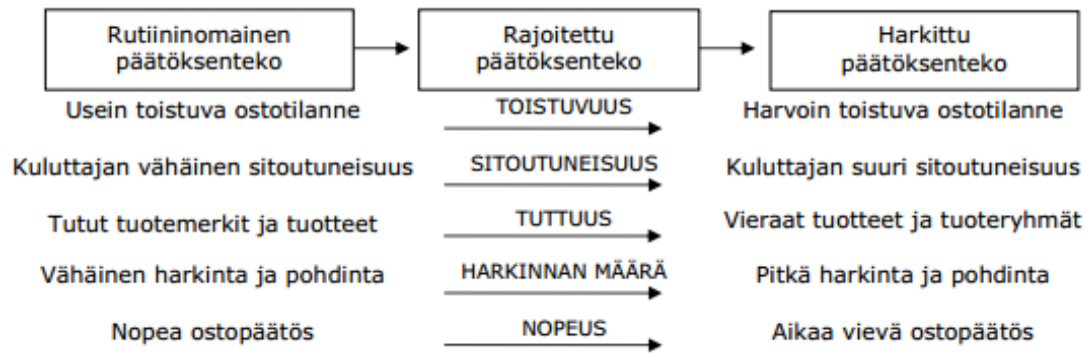 Rutiininomainen
päätöksenteko
Rajoitettu
päätöksenteko
Harkittu
päätöksenteko
Usein toistuva ostotilanne
TOISTUVUUS
Harvoin toistuva ostotilanne
Kuluttajan vähäinen sitoutuneisuus
SITOUTUNEISUUS
Kuluttajan suuri sitoutuneisuus
Tutut tuotemerkit ja tuotteet
TUTTUUS
Vieraat tuotteet ja tuoteryhmät
Vähäinen harkinta ja pohdinta
HARKINNAN MÄÄRÄ
Pitkä harkinta ja pohdinta
Nopea ostopäätös
NOPEUS
Aikaa vievä ostopäätös